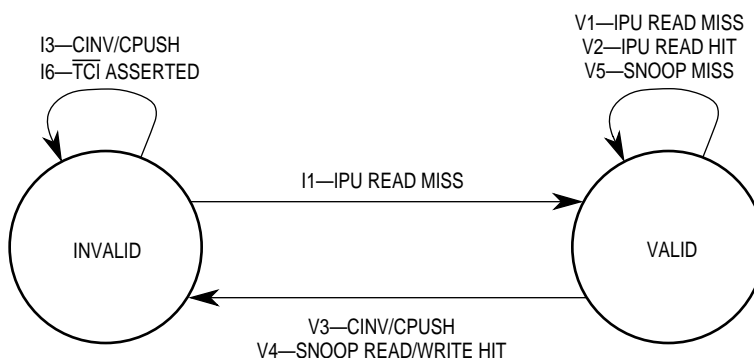 I3—CINV/CPUSH
I6—TCI ASSERTED
V1—IPU READ MISS
V2—IPU READ HIT
V5—SNOOP MISS
I1—IPU READ MISS
INVALID
VALID
V3—CINV/CPUSH
V4—SNOOP READ/WRITE HIT